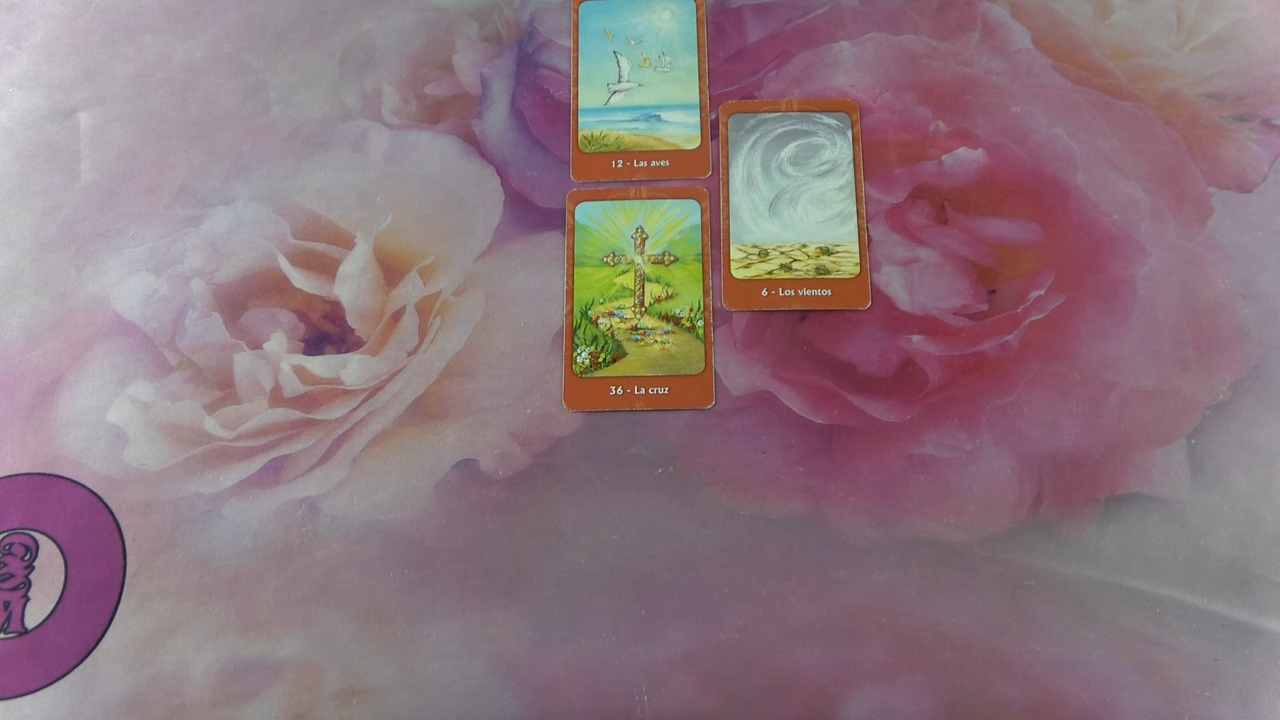 12 - Las aves
6 - Los vientos
36 - La cruz